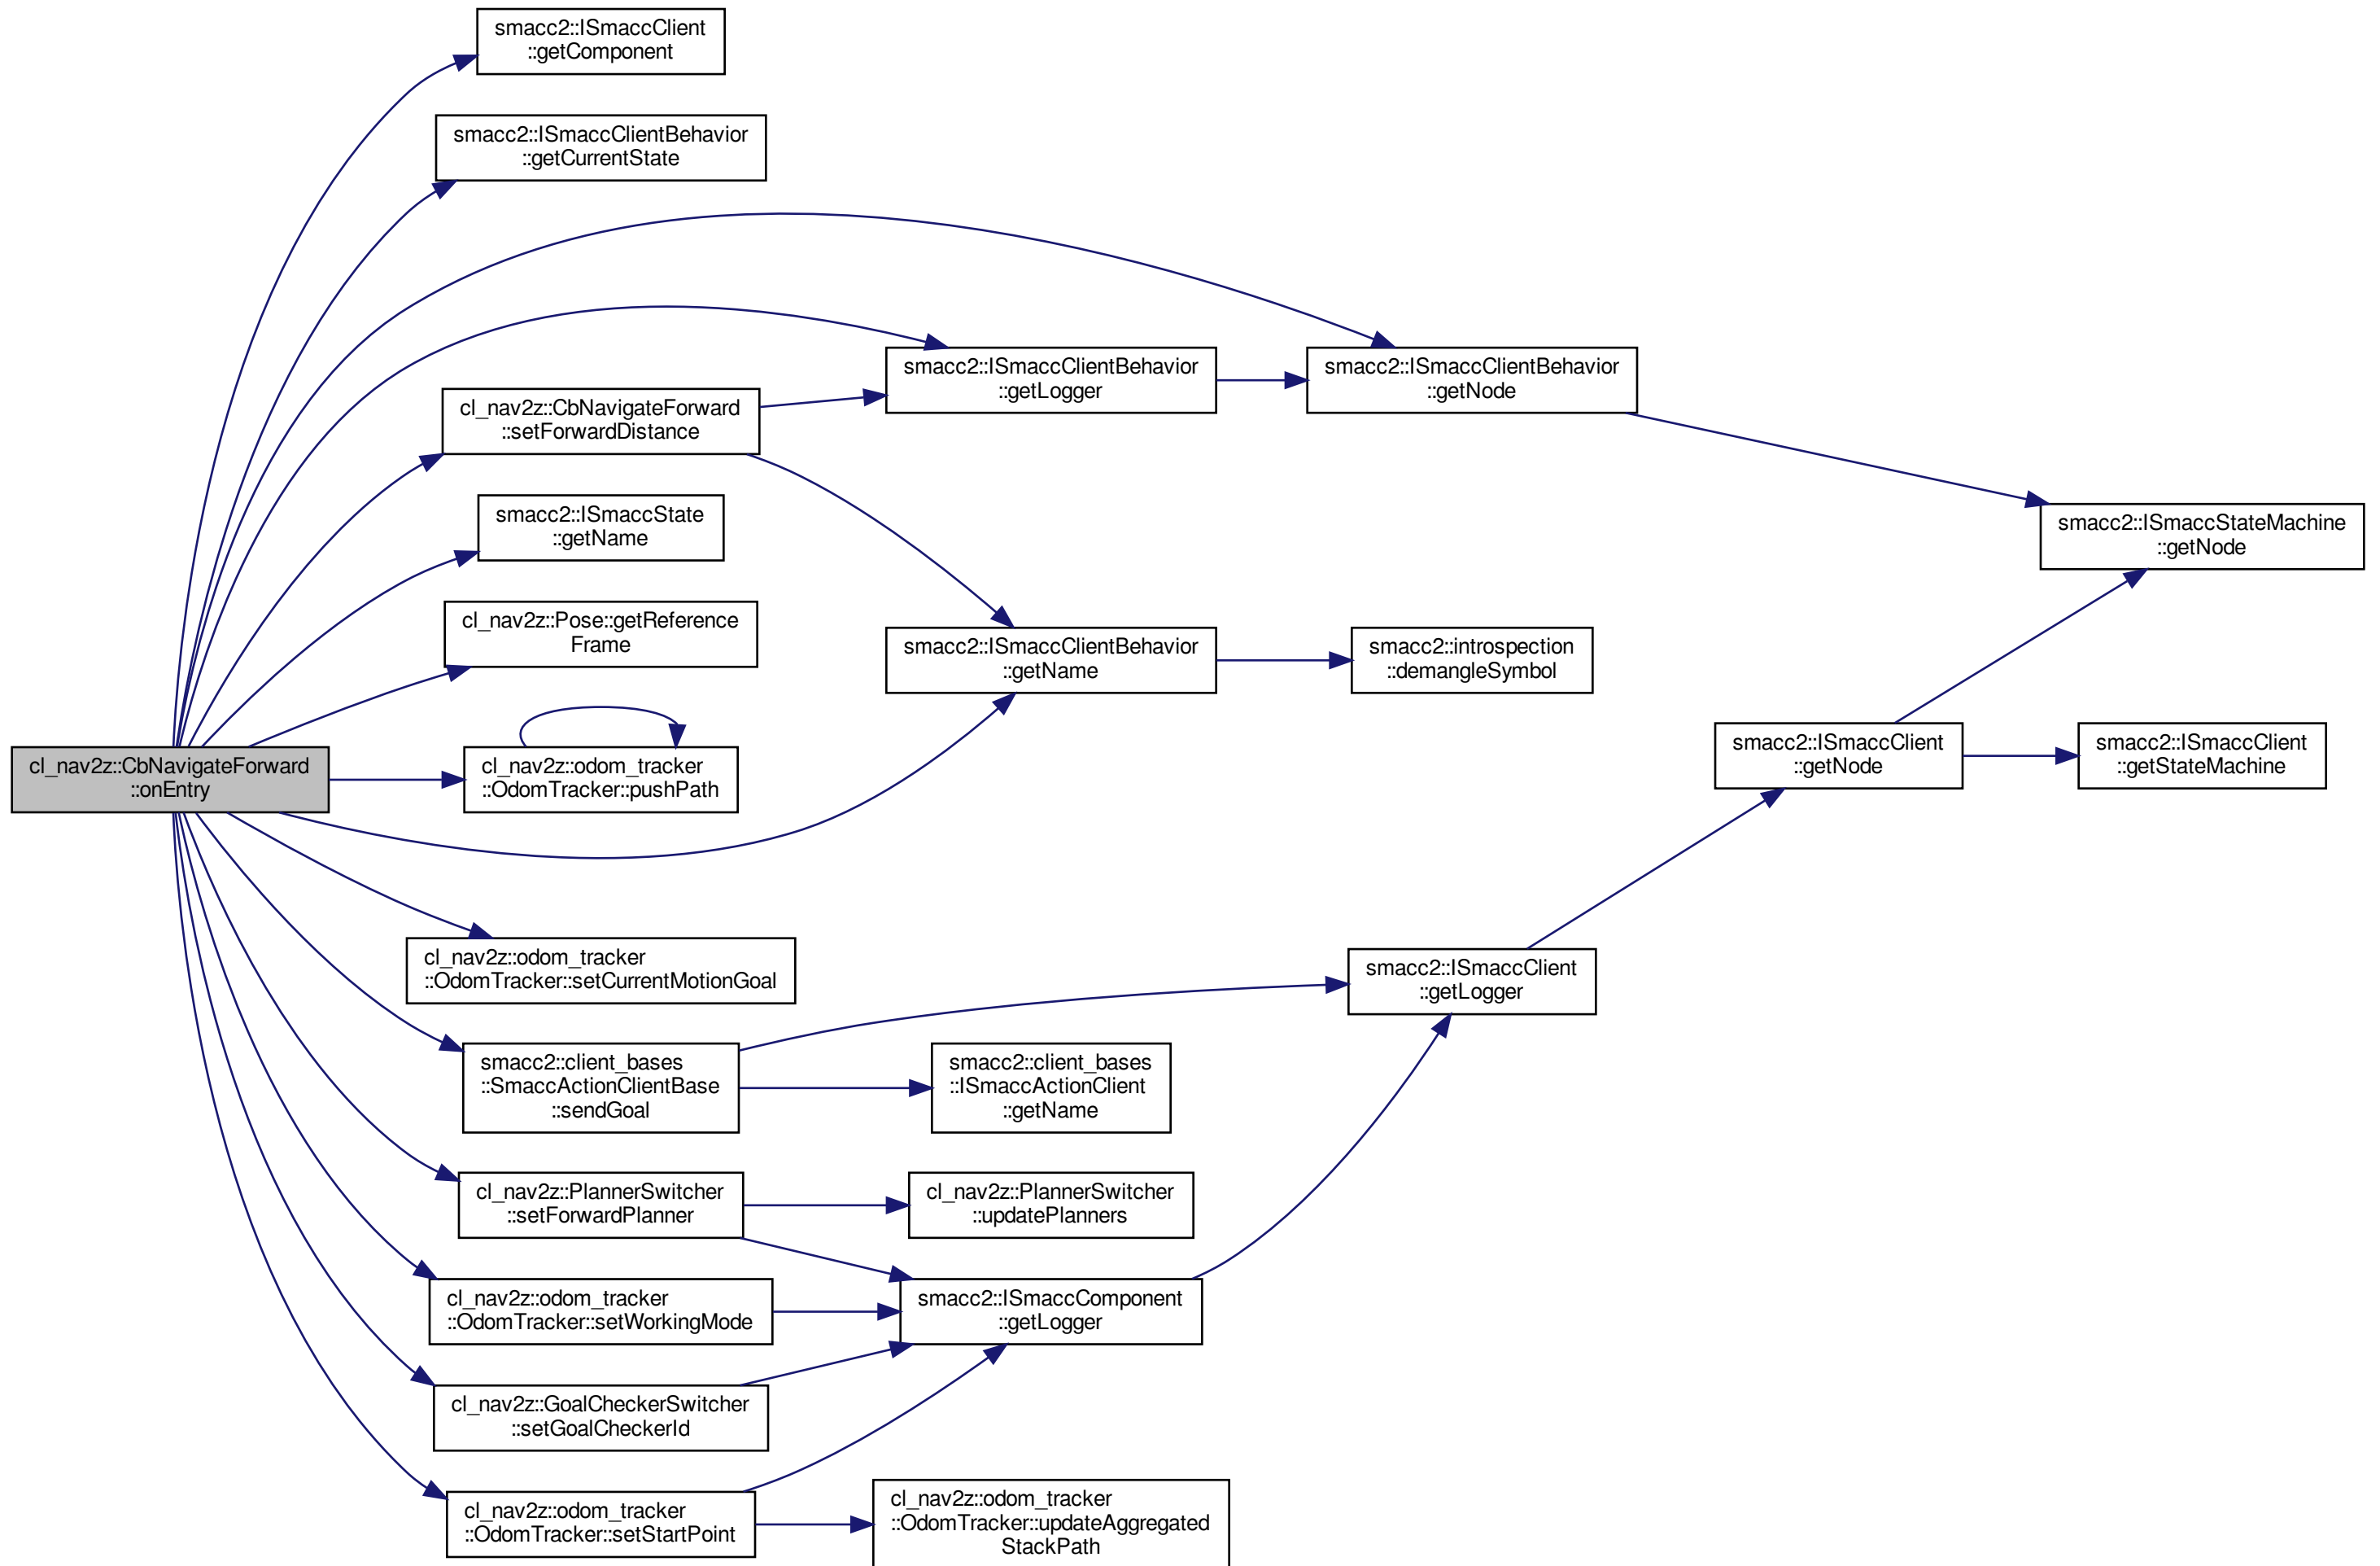 smacc2::ISmaccClient
::getComponent
smacc2::ISmaccClientBehavior
::getCurrentState
smacc2::ISmaccClientBehavior
::getLogger
smacc2::ISmaccClientBehavior
::getNode
cl_nav2z::CbNavigateForward
::setForwardDistance
smacc2::ISmaccState
::getName
smacc2::ISmaccStateMachine
::getNode
cl_nav2z::Pose::getReference
Frame
smacc2::ISmaccClientBehavior
::getName
smacc2::introspection
::demangleSymbol
cl_nav2z::CbNavigateForward
::onEntry
cl_nav2z::odom_tracker
::OdomTracker::pushPath
smacc2::ISmaccClient
::getNode
smacc2::ISmaccClient
::getStateMachine
cl_nav2z::odom_tracker
::OdomTracker::setCurrentMotionGoal
smacc2::ISmaccClient
::getLogger
smacc2::client_bases
::SmaccActionClientBase
::sendGoal
smacc2::client_bases
::ISmaccActionClient
::getName
cl_nav2z::PlannerSwitcher
::setForwardPlanner
cl_nav2z::PlannerSwitcher
::updatePlanners
cl_nav2z::odom_tracker
::OdomTracker::setWorkingMode
smacc2::ISmaccComponent
::getLogger
cl_nav2z::GoalCheckerSwitcher
::setGoalCheckerId
cl_nav2z::odom_tracker
::OdomTracker::setStartPoint
cl_nav2z::odom_tracker
::OdomTracker::updateAggregated
StackPath